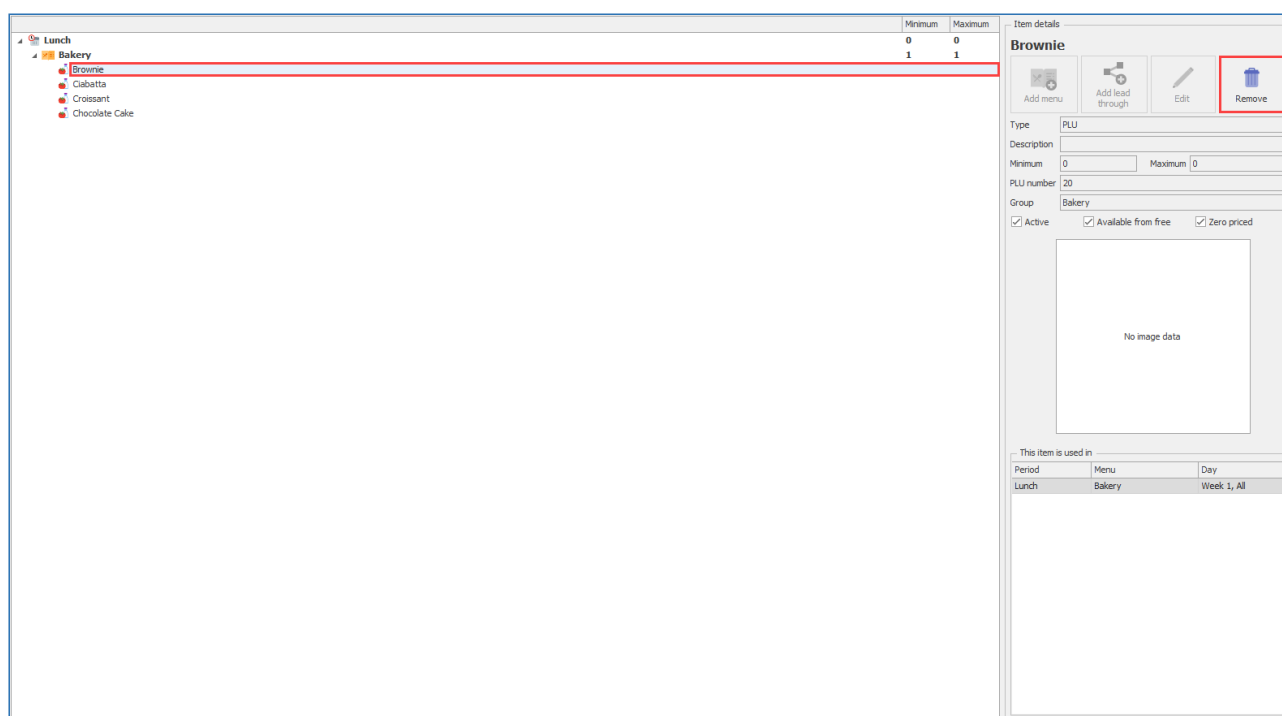 Minimum Maximum
Lunch 0 0
Bakery 1 1
Brownie
Ciabatta
Croissant
Chocolate Cake
Item details
Brownie
Add menu
Add lead
through
Edit
Remove
Type PLU
Description
Minimum 0 Maximum 0
PLU number 20
Group Bakery
Active Available from free Zero priced
No image data
This item is used in
Period Menu Day
Lunch Bakery Week 1, All